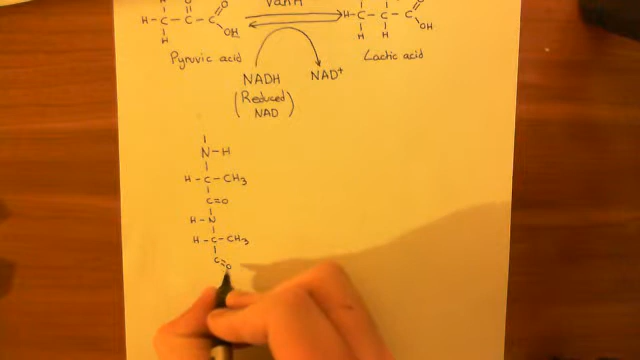 VanH
H-C-C-C
OH
H-C-C-C
OH
H
H
H
Pyruvic acid
Lactic acid
NADH
NAD+
(Reduced
NAD)
N-H
H-C-CH3
C=O
H-N
H-C-CH3
C=O